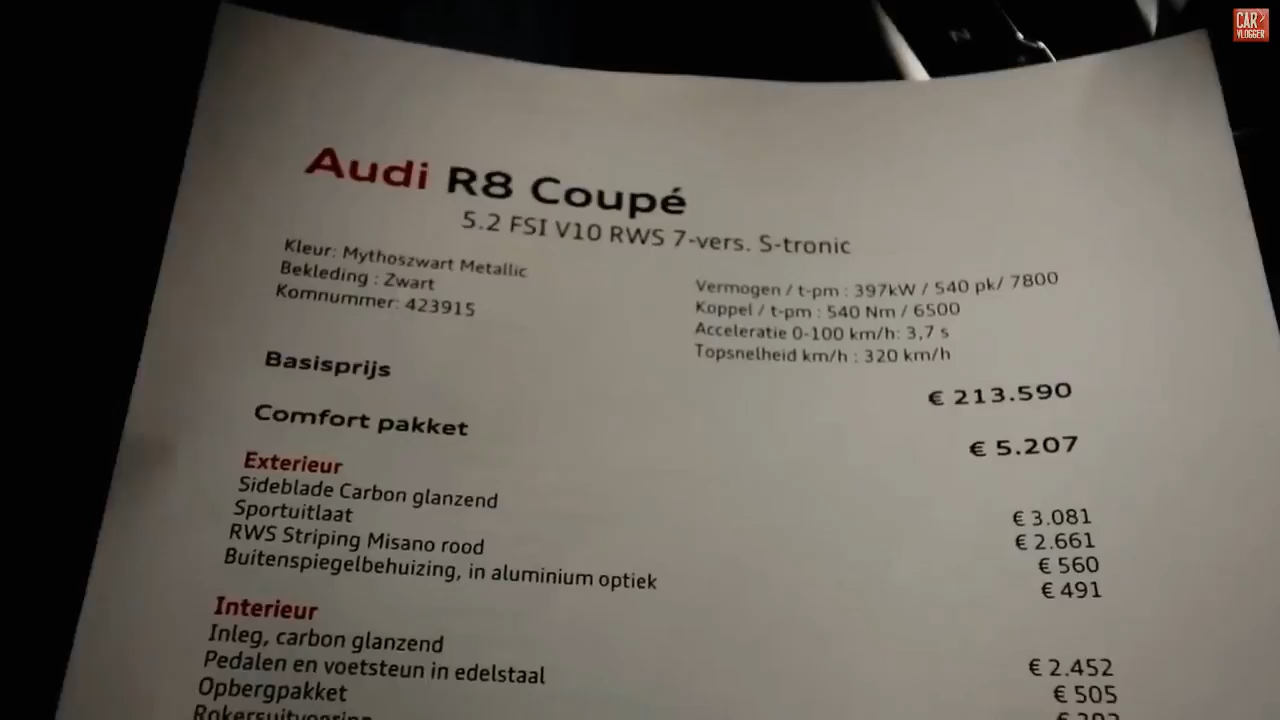 CAR VLOGGER
Audi R8 Coupé
5.2 FSI V10 RWS 7-vers. S-tronic
Kleur: Mythoszwart Metallic
Bekleding : Zwart
Komnummer: 423915
Vermogen / t-pm : 397kW / 540 pk/ 7800
Koppel / t-pm : 540 Nm / 6500
Acceleratie 0-100 km/h: 3,7 s
Topsnelheid km/h : 320 km/h
Basisprijs € 213.590
Comfort pakket € 5.207
Exterieur
Sideblade Carbon glanzend € 3.081
Sportuitlaat € 2.661
RWS Striping Misano rood € 560
Buitenspiegelbehuizing, in aluminium optiek € 491
Interieur
Inleg, carbon glanzend € 2.452
Pedalen en voetsteun in edelstaal € 505
Opbergpakket
Rokersuitvoering